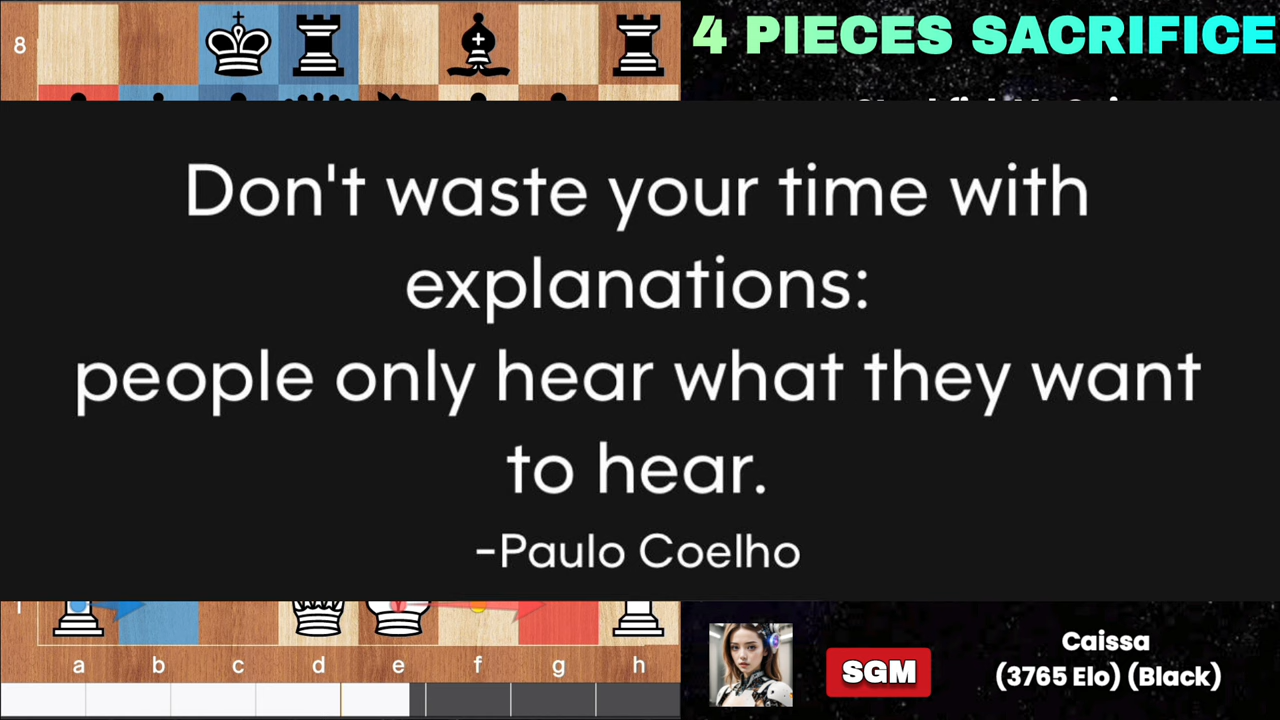 8
4 PIECES SACRIFICE
Don't waste your time with
explanations:
people only hear what they want
to hear.
-Paulo Coelho
a b c d e f g h
SGM
Caissa
(3765 Elo) (Black)